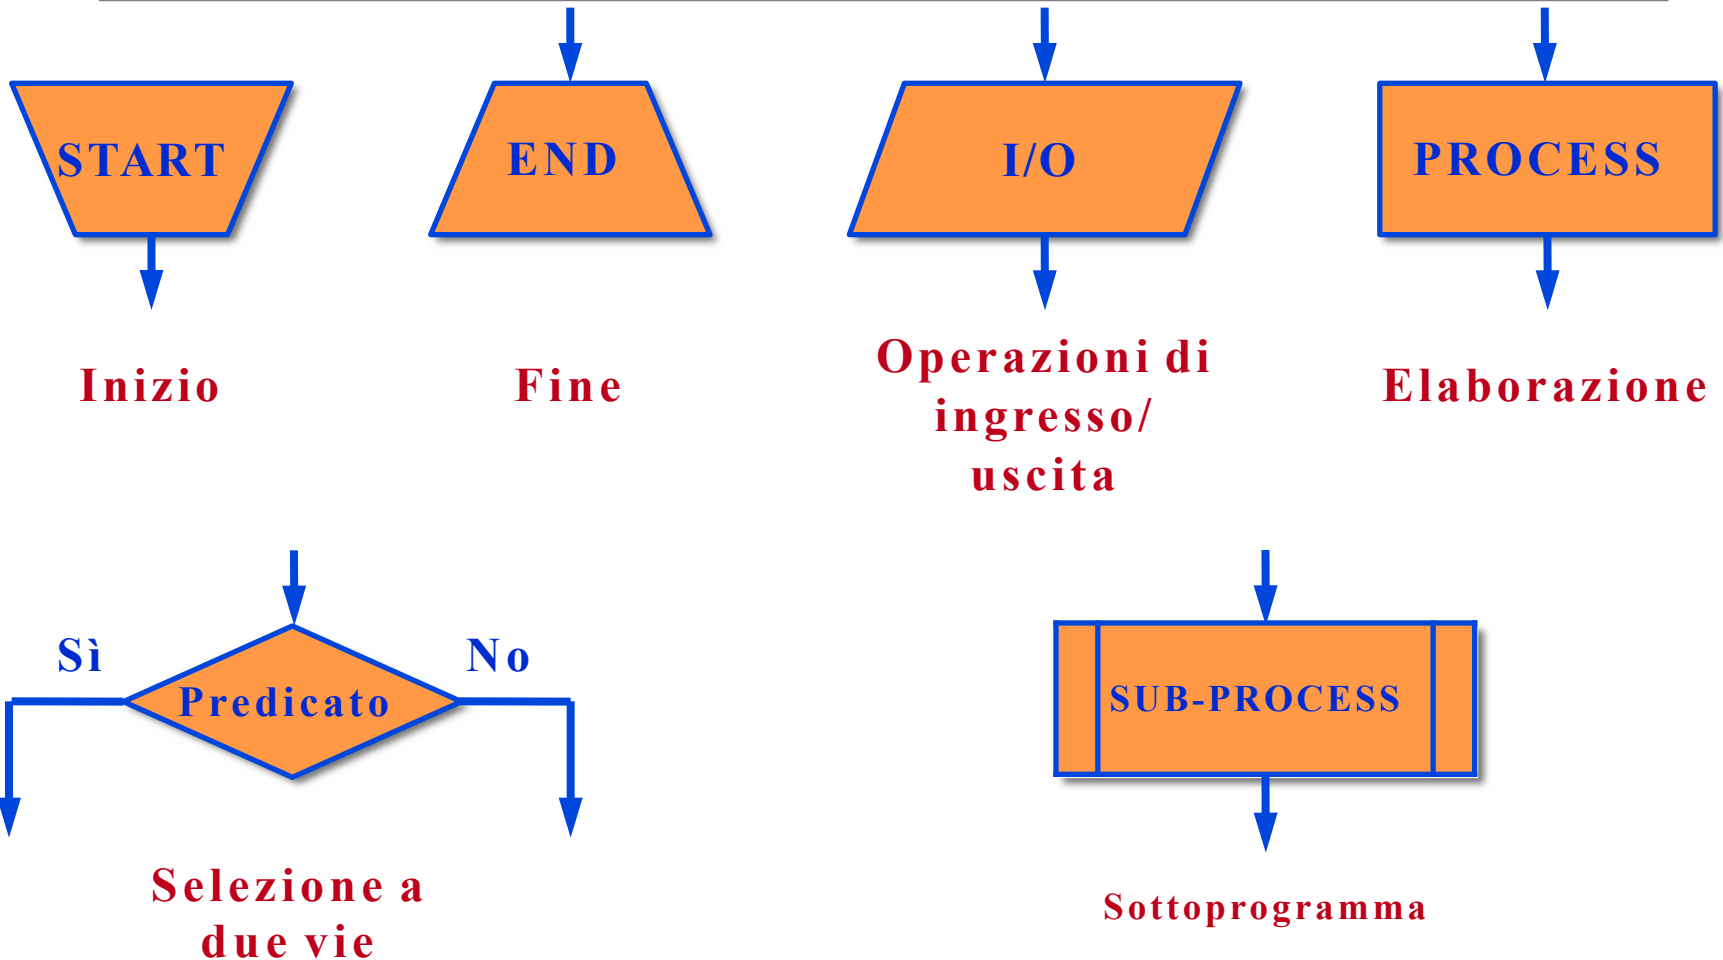 START
END
I/O
PROCESS
Inizio
Fine
Operazioni di
ingresso/
uscita
Elaborazione
Sì
No
Predicato
SUB-PROCESS
Selezione a
due vie
Sottoprogramma